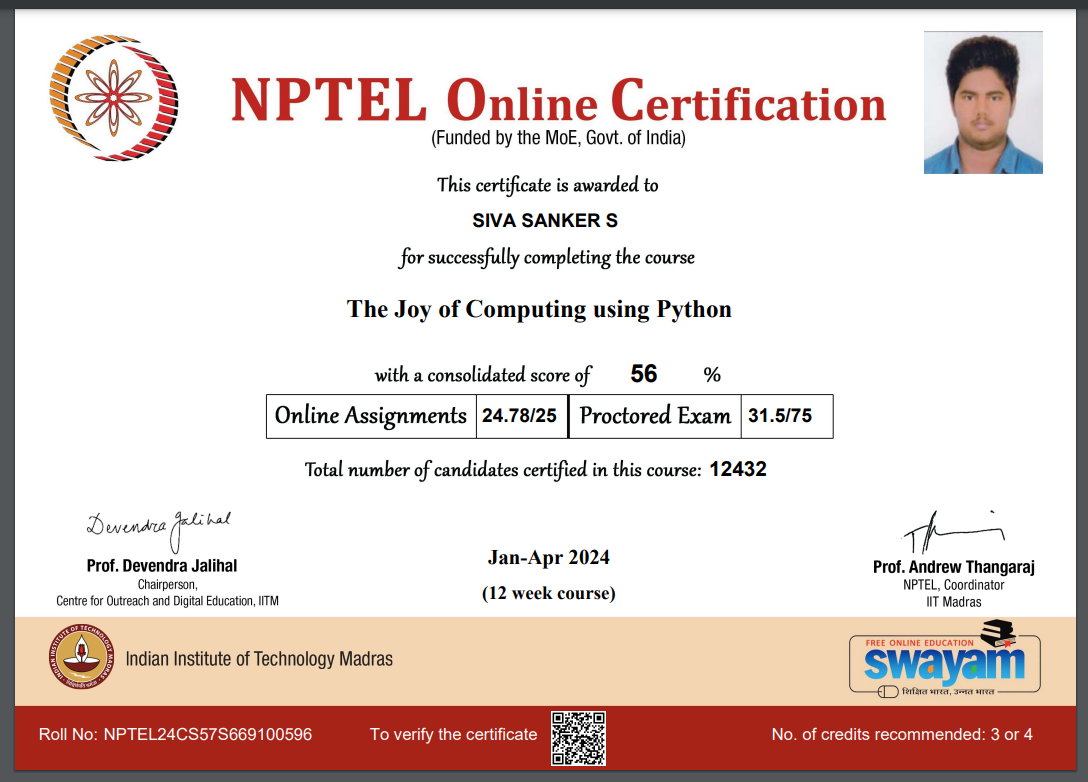 NPTEL Online Certification
(Funded by the MoE, Govt. of India)
This certificate is awarded to
SIVA SANKER S
for successfully completing the course
The Joy of Computing using Python
with a consolidated score of 56 %
Online Assignments 24.78/25 Proctored Exam 31.5/75
Total number of candidates certified in this course: 12432
Devendra Jalihal
Prof. Devendra Jalihal
Chairperson,
Centre for Outreach and Digital Education, IITM
Jan-Apr 2024
(12 week course)
Prof. Andrew Thangaraj
NPTEL, Coordinator
IIT Madras
INDIAN INSTITUTE OF TECHNOLOGY MADRAS
Indian Institute of Technology Madras
FREE ONLINE EDUCATION
swayam
शिक्षित भारत, उन्नत भारत
Roll No: NPTEL24CS57S669100596
To verify the certificate
No. of credits recommended: 3 or 4